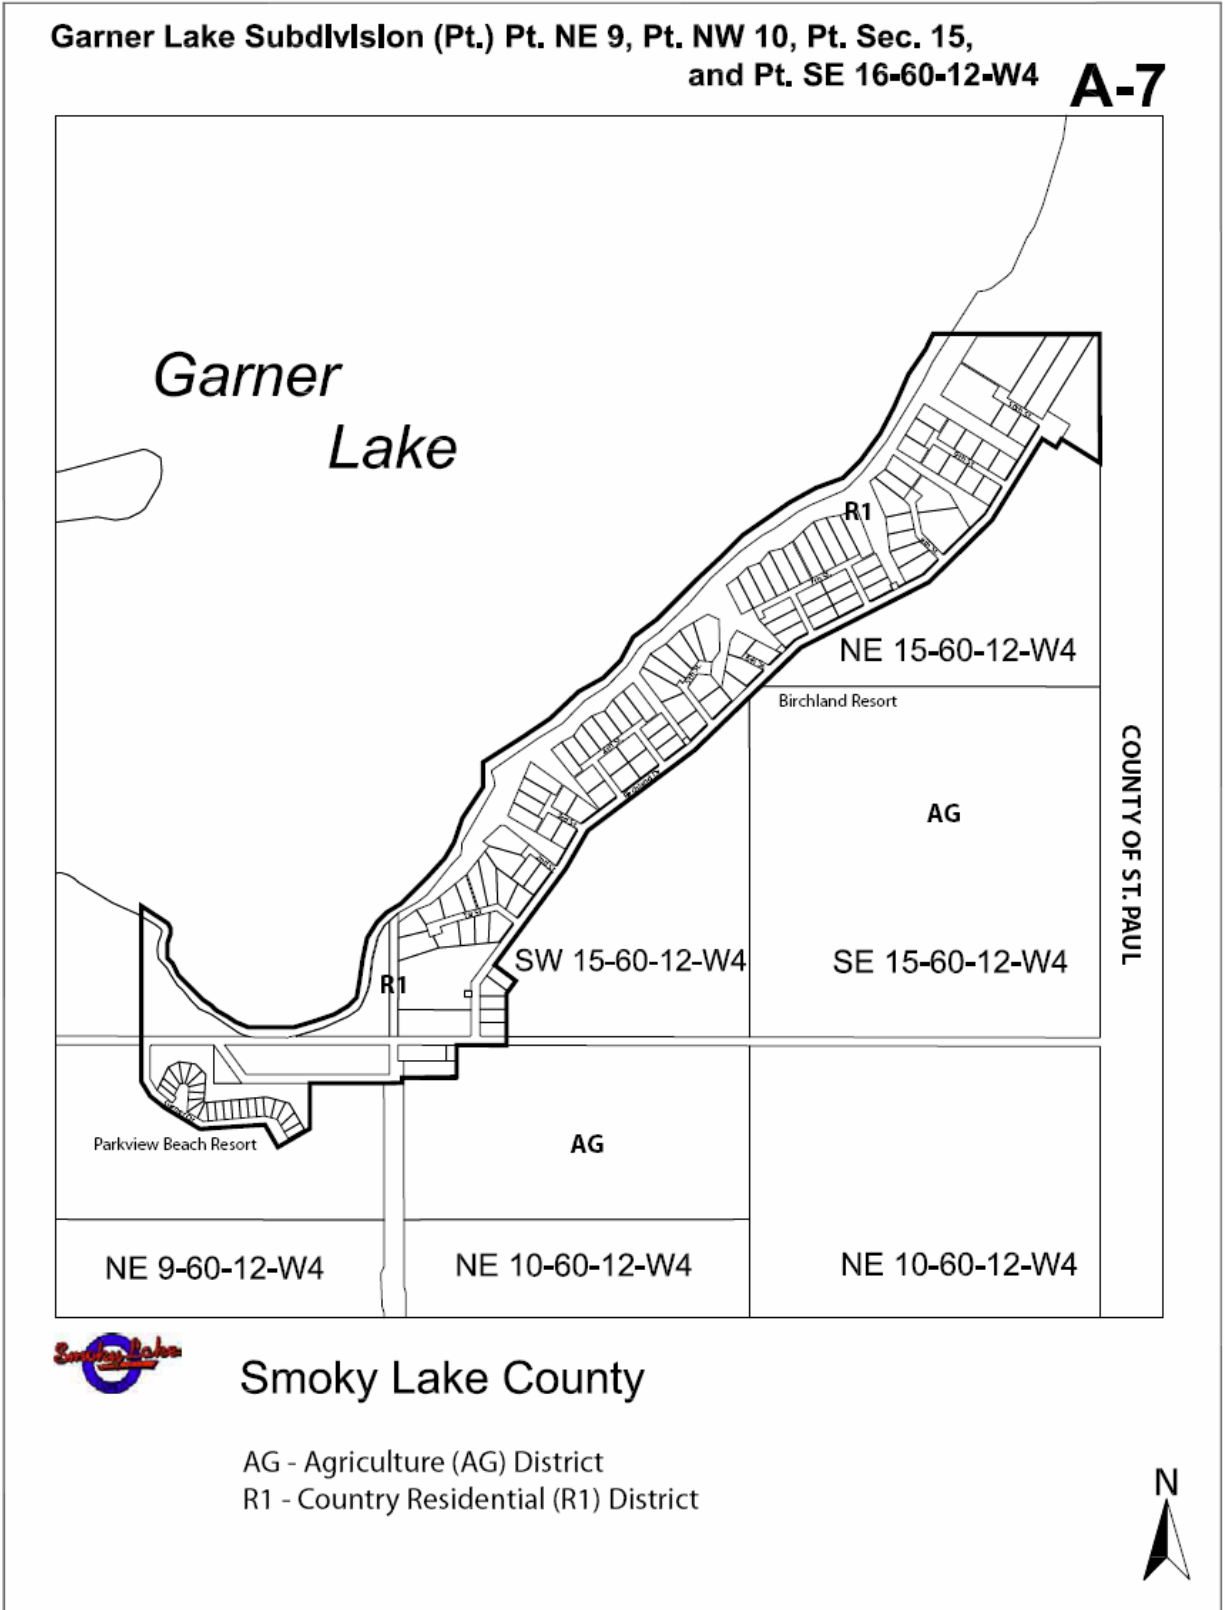 Garner Lake Subdivision (Pt.) Pt. NE 9, Pt. NW 10, Pt. Sec. 15,
and Pt. SE 16-60-12-W4
A-7
Garner
Lake
R1
NE 15-60-12-W4
Birchland Resort
AG
COUNTY OF ST. PAUL
SW 15-60-12-W4
SE 15-60-12-W4
R1
Parkview Beach Resort
AG
NE 9-60-12-W4
NE 10-60-12-W4
NE 10-60-12-W4
Smoky Lake
Smoky Lake County
AG - Agriculture (AG) District
R1 - Country Residential (R1) District
N